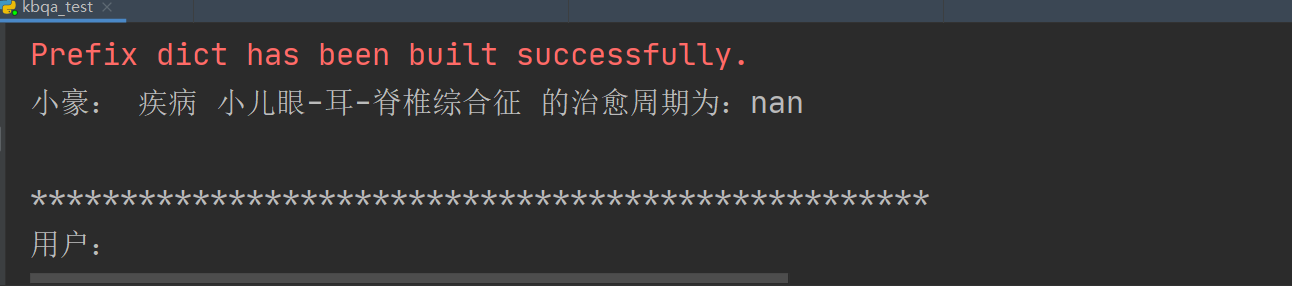 kbqa_test
Prefix dict has been built successfully.
小豪： 疾病 小儿眼-耳-脊椎综合征 的治愈周期为：nan
**************************************************
用户：